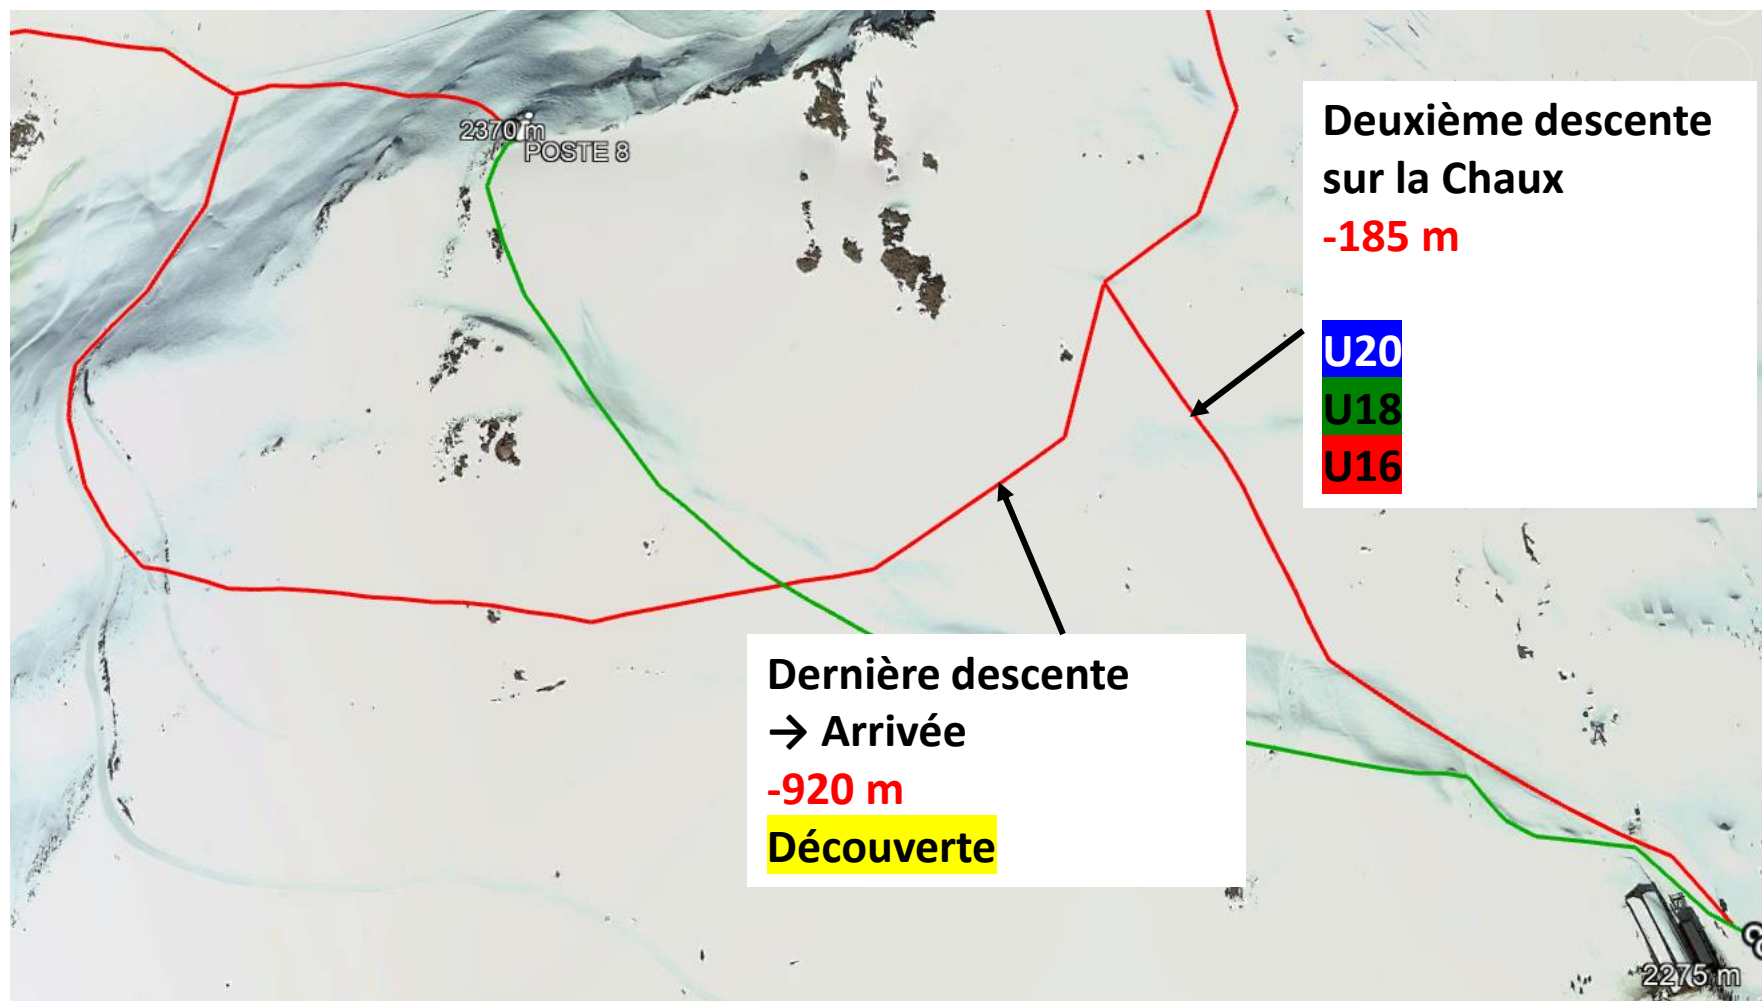 2370 m
POSTE 8
Deuxième descente
sur la Chaux
-185 m
U20
U18
U16
Dernière descente
→ Arrivée
-920 m
Découverte
2275 m